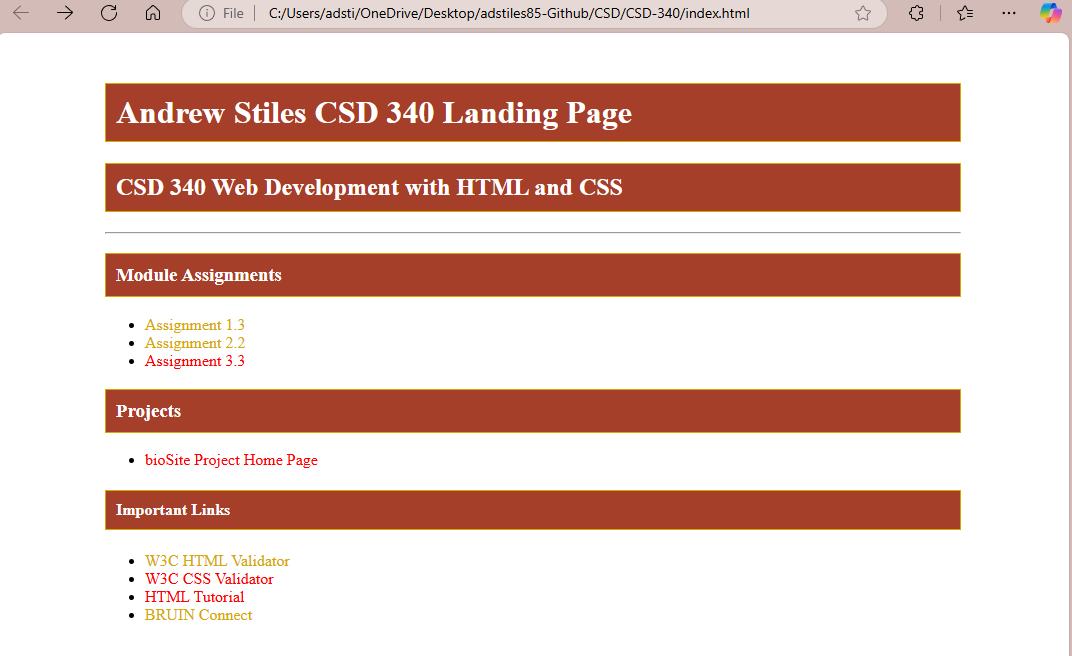 File C:/Users/adsti/OneDrive/Desktop/adstiles85-Github/CSD/CSD-340/index.html
Andrew Stiles CSD 340 Landing Page
CSD 340 Web Development with HTML and CSS
Module Assignments
Assignment 1.3
Assignment 2.2
Assignment 3.3
Projects
bioSite Project Home Page
Important Links
W3C HTML Validator
W3C CSS Validator
HTML Tutorial
BRUIN Connect